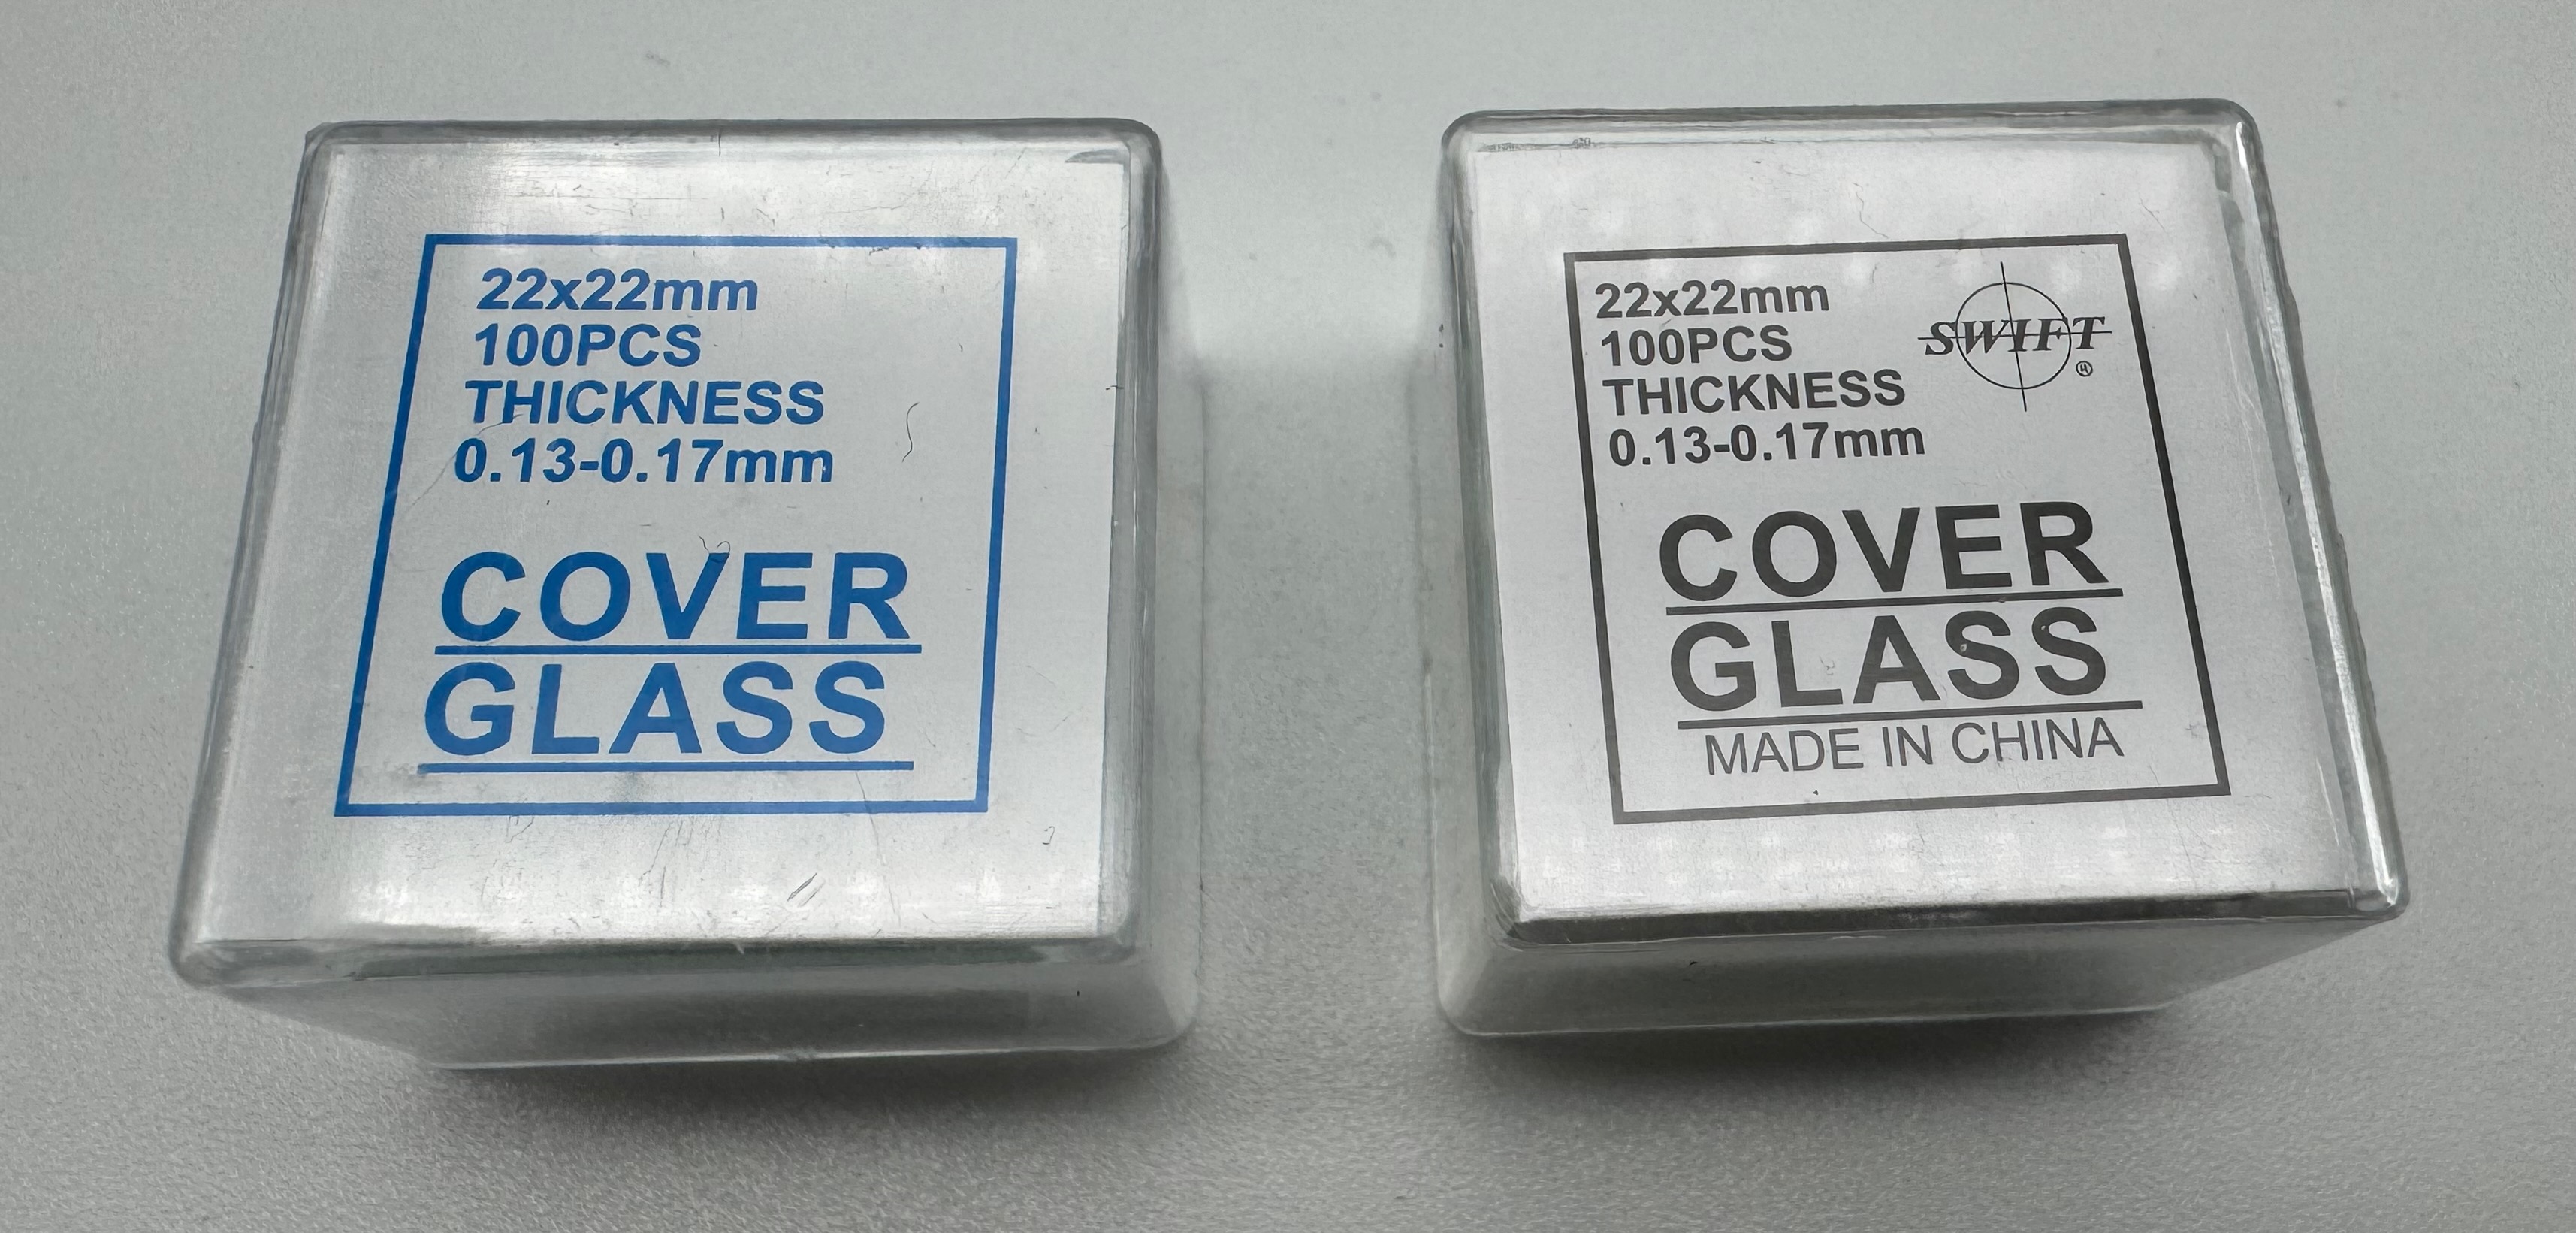 22x22mm
100PCS
THICKNESS
0.13-0.17mm
COVER
GLASS
22x22mm
100PCS
THICKNESS
0.13-0.17mm
SWIFT
COVER
GLASS
MADE IN CHINA